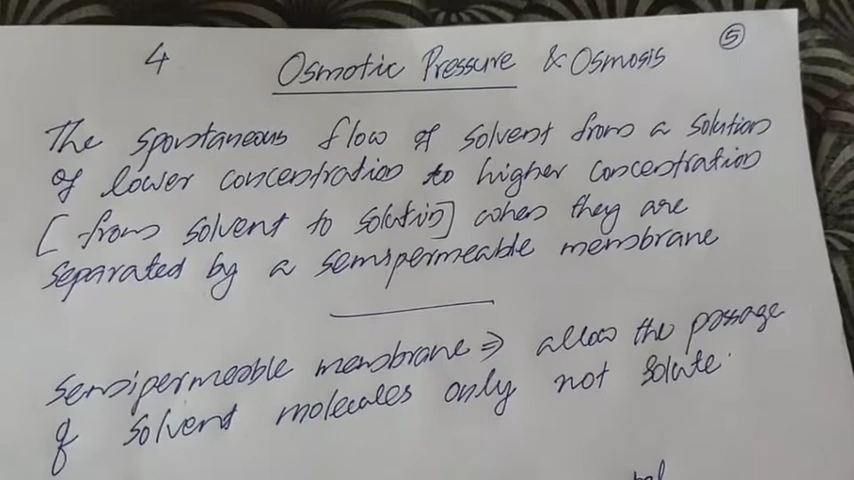 4 Osmotic Pressure & Osmosis 5
The spontaneous flow of solvent from a solution
of lower concentration to higher concentration
[ from solvent to solution] when they are
separated by a semipermeable membrane
Semipermeable membrane ⇒ allow the passage
of solvent molecules only not solute.